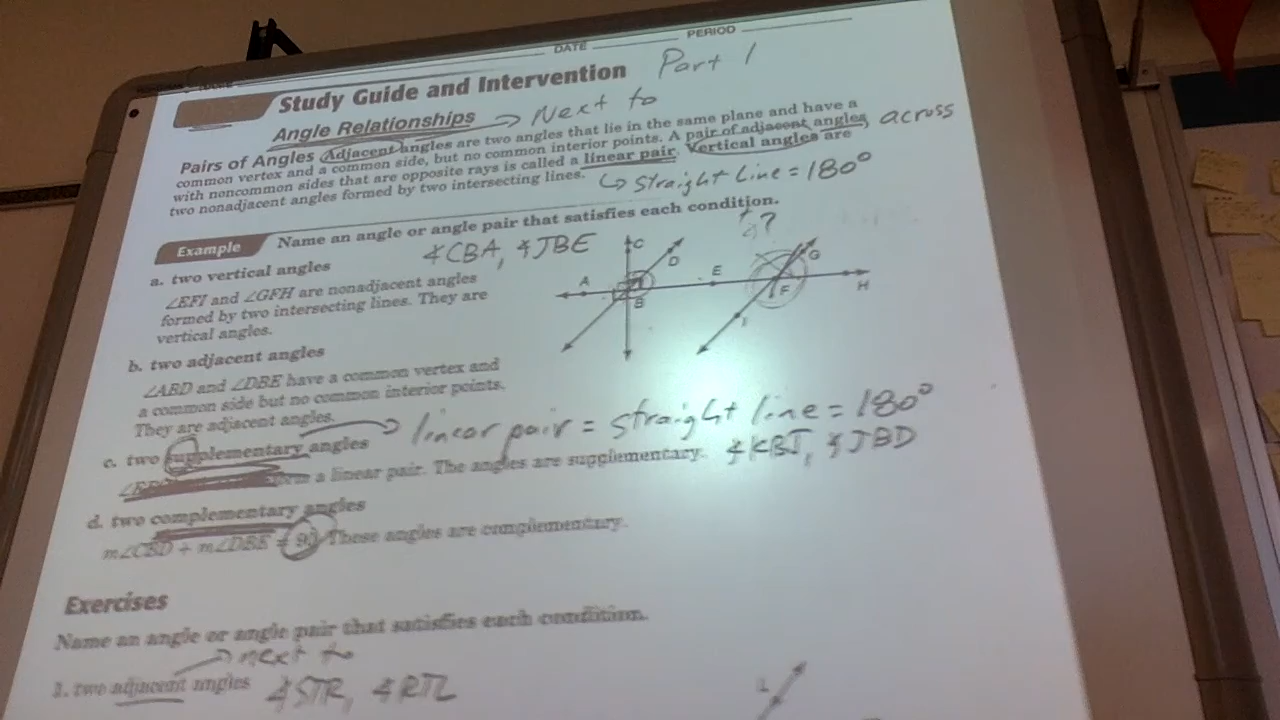 DATE PERIOD
Study Guide and Intervention Part 1
Angle Relationships → Next to
Pairs of Angles Adjacent angles are two angles that lie in the same plane and have a
common vertex and a common side, but no common interior points. A pair of adjacent angles across
with noncommon sides that are opposite rays is called a linear pair. Vertical angles are
two nonadjacent angles formed by two intersecting lines. ↳ straight Line = 180°
Example Name an angle or angle pair that satisfies each condition.
a. two vertical angles ∡CBA, ∡JBE
∠EFI and ∠GFH are nonadjacent angles
formed by two intersecting lines. They are
vertical angles.
C D A B E G F H I
b. two adjacent angles
∠ABD and ∠DBE have a common vertex and
a common side but no common interior points.
They are adjacent angles.
c. two supplementary angles → linear pair = straight line = 180°
form a linear pair. The angles are supplementary. ∡KBJ, ∡JBD
d. two complementary angles
m∠CBD + m∠DBE = 90 These angles are complementary.
Exercises
Name an angle or angle pair that satisfies each condition.
→ next to
1. two adjacent angles ∡STR, ∡RTL
L